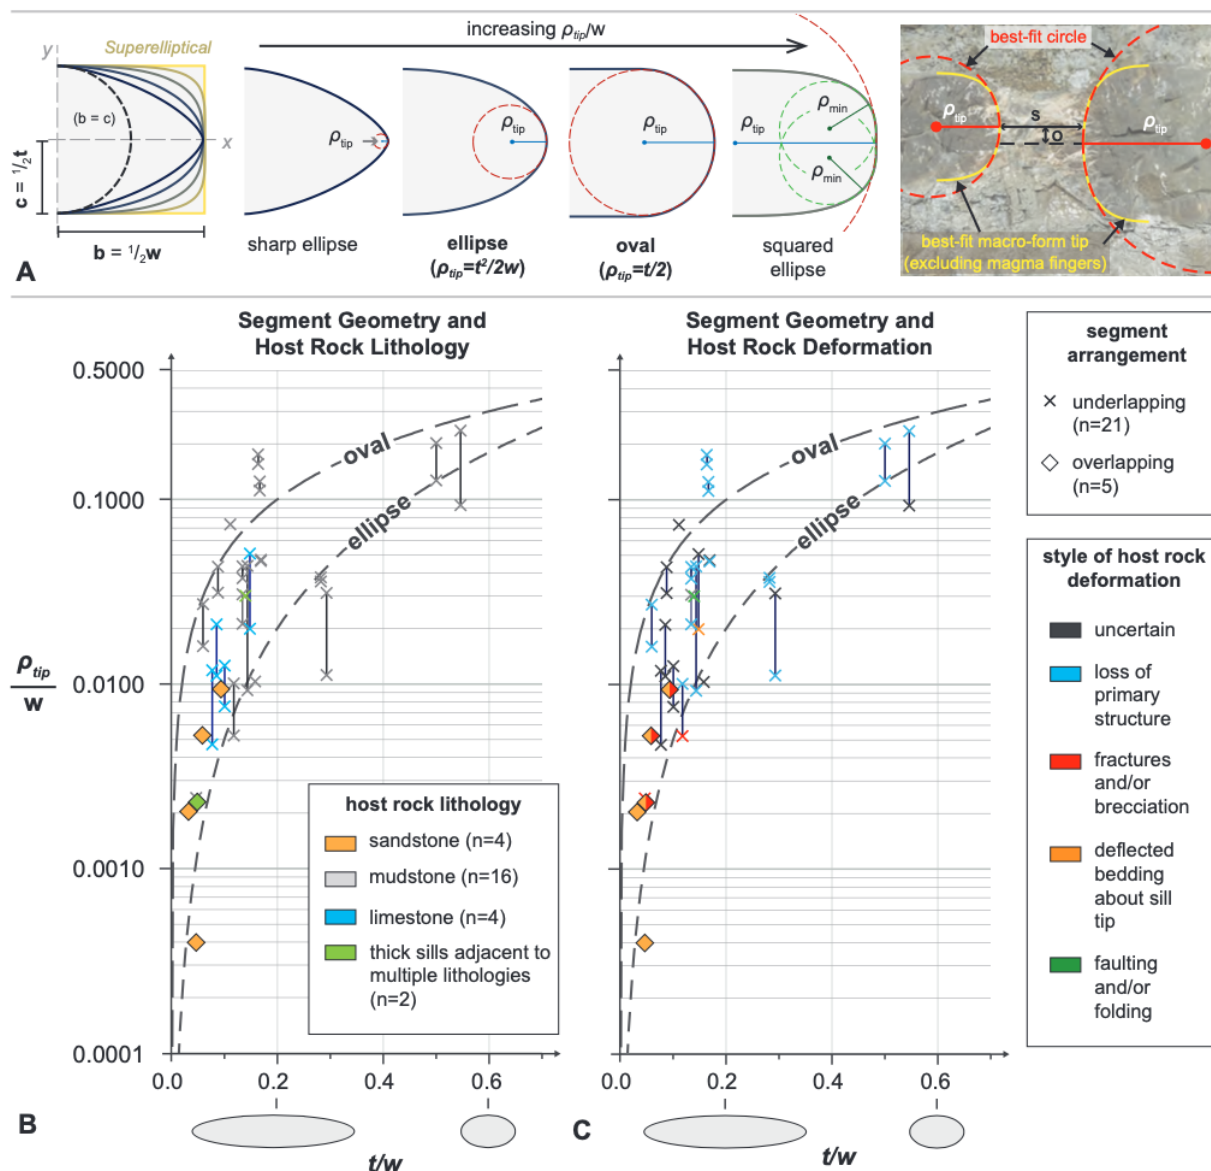 y
Superelliptical
increasing ρtip/w
(b = c)
x
c = 1/2t
b = 1/2w
A
ρtip
sharp ellipse
ρtip
ellipse
(ρtip=t²/2w)
ρtip
oval
(ρtip=t/2)
ρtip
ρmin
ρmin
squared
ellipse
best-fit circle
ρtip
s
o
ρtip
best-fit macro-form tip
(excluding magma fingers)
Segment Geometry and
Host Rock Lithology
0.5000
0.1000
0.0100
0.0010
0.0001
ρtip
w
oval
ellipse
host rock lithology
sandstone (n=4)
mudstone (n=16)
limestone (n=4)
thick sills adjacent to
multiple lithologies
(n=2)
0.0
0.2
0.4
0.6
B
t/w
Segment Geometry and
Host Rock Deformation
oval
ellipse
0.0
0.2
0.4
0.6
C
t/w
segment
arrangement
underlapping
(n=21)
overlapping
(n=5)
style of host rock
deformation
uncertain
loss of
primary
structure
fractures
and/or
brecciation
deflected
bedding
about sill
tip
faulting
and/or
folding